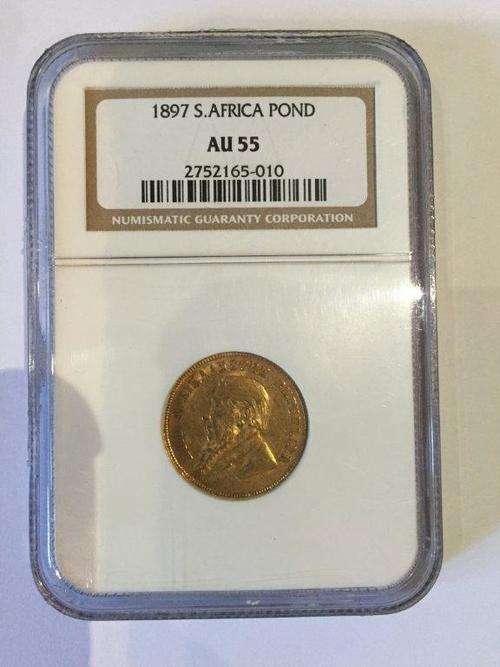 1897 S.AFRICA POND
AU 55
2752165-010
NUMISMATIC GUARANTY CORPORATION